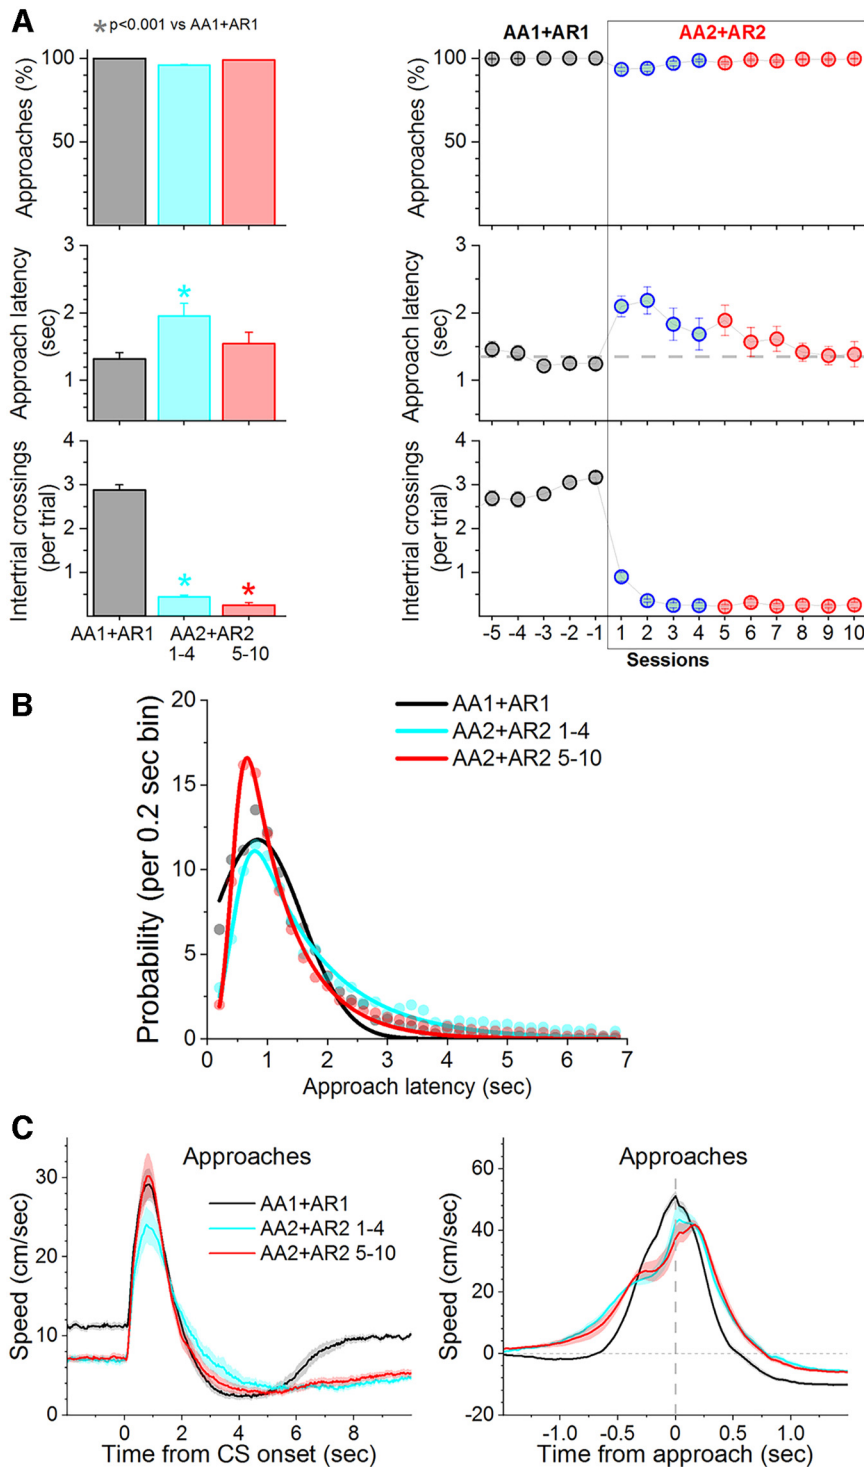 A
* p<0.001 vs AA1+AR1
Approaches (%)
100
50
AA1+AR1
AA2+AR2
Approaches (%)
100
50
Approach latency
(sec)
3
2
1
Approach latency
(sec)
3
2
1
Intertrial crossings
(per trial)
4
3
2
1
AA1+AR1
AA2+AR2
1-4
5-10
Intertrial crossings
(per trial)
4
3
2
1
-5 -4 -3 -2 -1 1 2 3 4 5 6 7 8 9 10
Sessions
B
Probability (per 0.2 sec bin)
20
15
10
5
0
AA1+AR1
AA2+AR2 1-4
AA2+AR2 5-10
0 1 2 3 4 5 6 7
Approach latency (sec)
C
Approaches
AA1+AR1
AA2+AR2 1-4
AA2+AR2 5-10
Speed (cm/sec)
30
20
10
0
0 2 4 6 8
Time from CS onset (sec)
Approaches
Speed (cm/sec)
60
40
20
0
-20
-1.0 -0.5 0 0.5 1.0
Time from approach (sec)